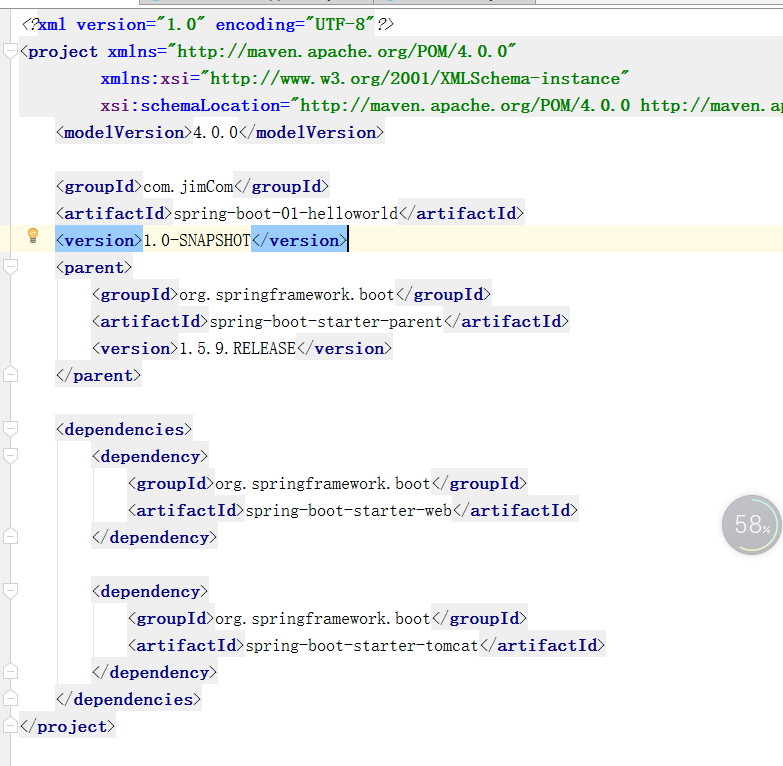 <?xml version="1.0" encoding="UTF-8"?>
<project xmlns="http://maven.apache.org/POM/4.0.0"
xmlns:xsi="http://www.w3.org/2001/XMLSchema-instance"
xsi:schemaLocation="http://maven.apache.org/POM/4.0.0 http://maven.ap
<modelVersion>4.0.0</modelVersion>
<groupId>com.jimCom</groupId>
<artifactId>spring-boot-01-helloworld</artifactId>
<version>1.0-SNAPSHOT</version>
<parent>
<groupId>org.springframework.boot</groupId>
<artifactId>spring-boot-starter-parent</artifactId>
<version>1.5.9.RELEASE</version>
</parent>
<dependencies>
<dependency>
<groupId>org.springframework.boot</groupId>
<artifactId>spring-boot-starter-web</artifactId>
</dependency>
58%
<dependency>
<groupId>org.springframework.boot</groupId>
<artifactId>spring-boot-starter-tomcat</artifactId>
</dependency>
</dependencies>
</project>